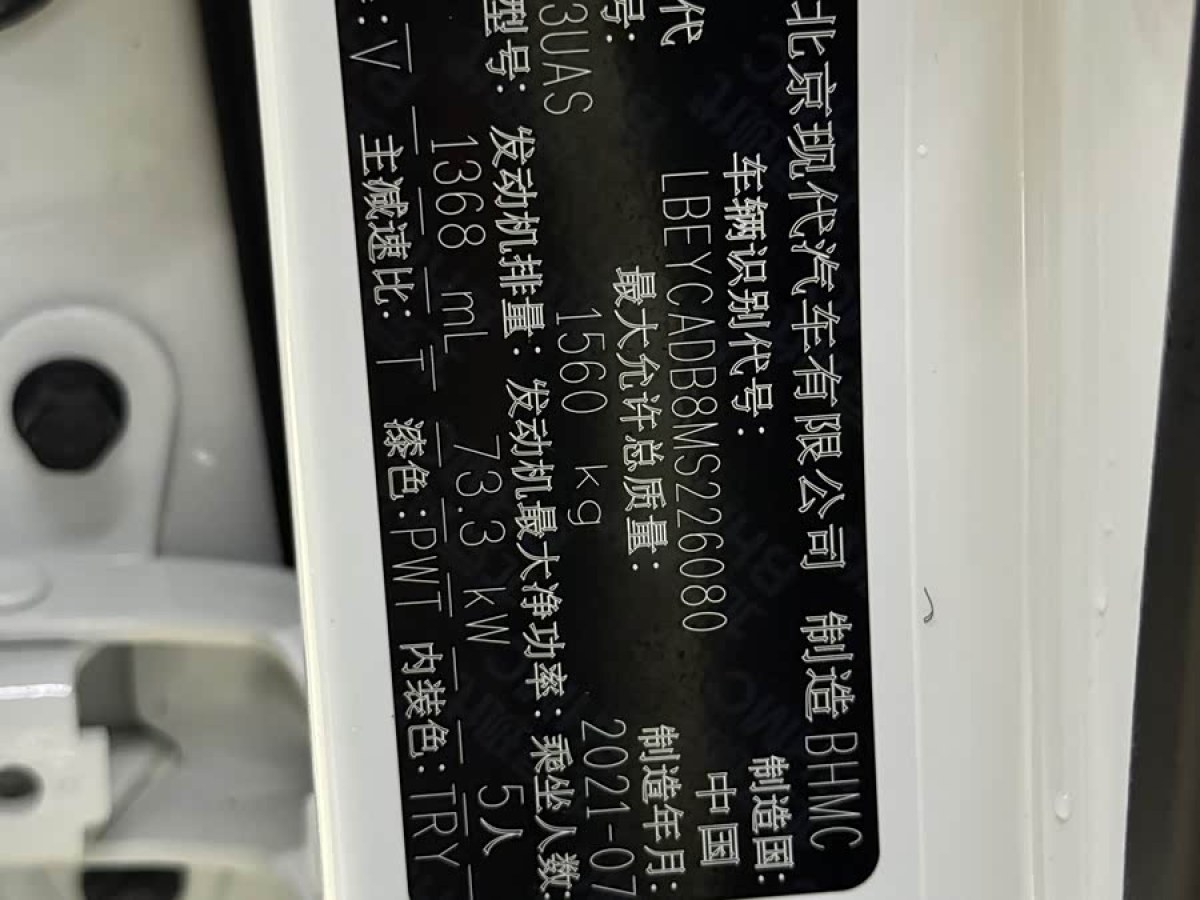 北京现代汽车有限公司 制造 BHMC
代 车辆识别代号: 制造国:
LBEYCADB8MS226080 中国
号: 最大允许总质量: 制造年月:
3UAS 1560 kg 2021-07
型号: 发动机排量: 发动机最大净功率: 乘坐人数:
1368 mL 73.3 kW 5人
: V 主减速比: T 漆色: PWT 内装色: TRY